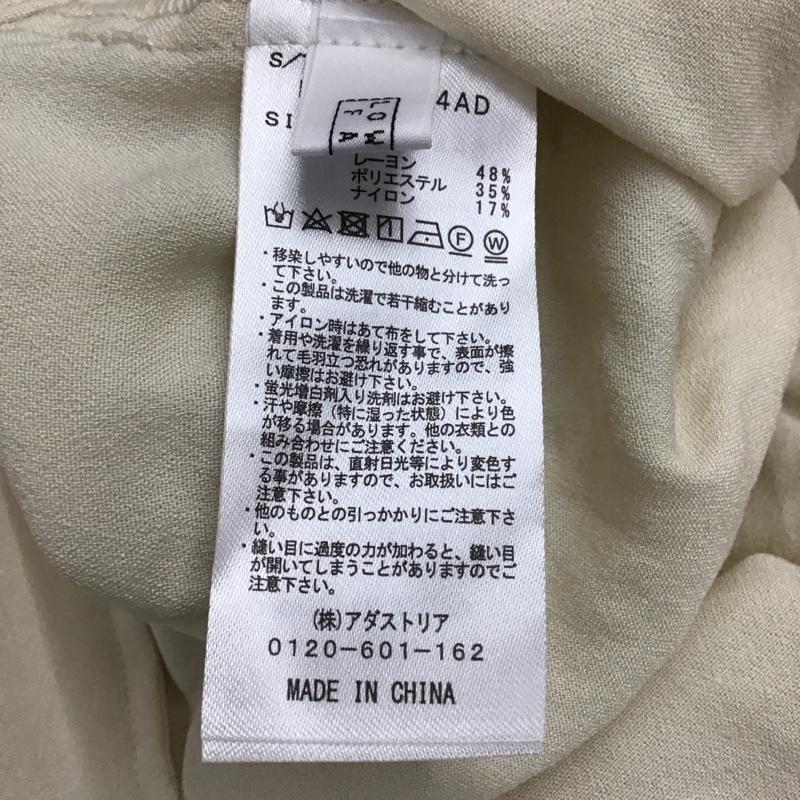 S/
4AD
SI
レーヨン 48%
ポリエステル 35%
ナイロン 17%
1 F W
・移染しやすいので他の物と分けて洗っ
て下さい。
・この製品は洗濯で若干縮むことがあり
ます。
・アイロン時はあて布をして下さい。
・着用や洗濯を繰り返す事で、表面が擦
れて毛羽立つ恐れがありますので、強
い摩擦はお避け下さい。
・蛍光増白剤入り洗剤はお避け下さい。
・汗や摩擦（特に湿った状態）により色
が移る場合があります。他の衣類との
組み合わせにご注意ください。
・この製品は、直射日光等により変色す
る事がありますので、お取扱いにはご
注意下さい。
・他のものとの引っかかりにご注意下さ
い。
・縫い目に過度の力が加わると、縫い目
が開いてしまうことがありますのでご
注意下さい。
(株)アダストリア
0120-601-162
MADE IN CHINA